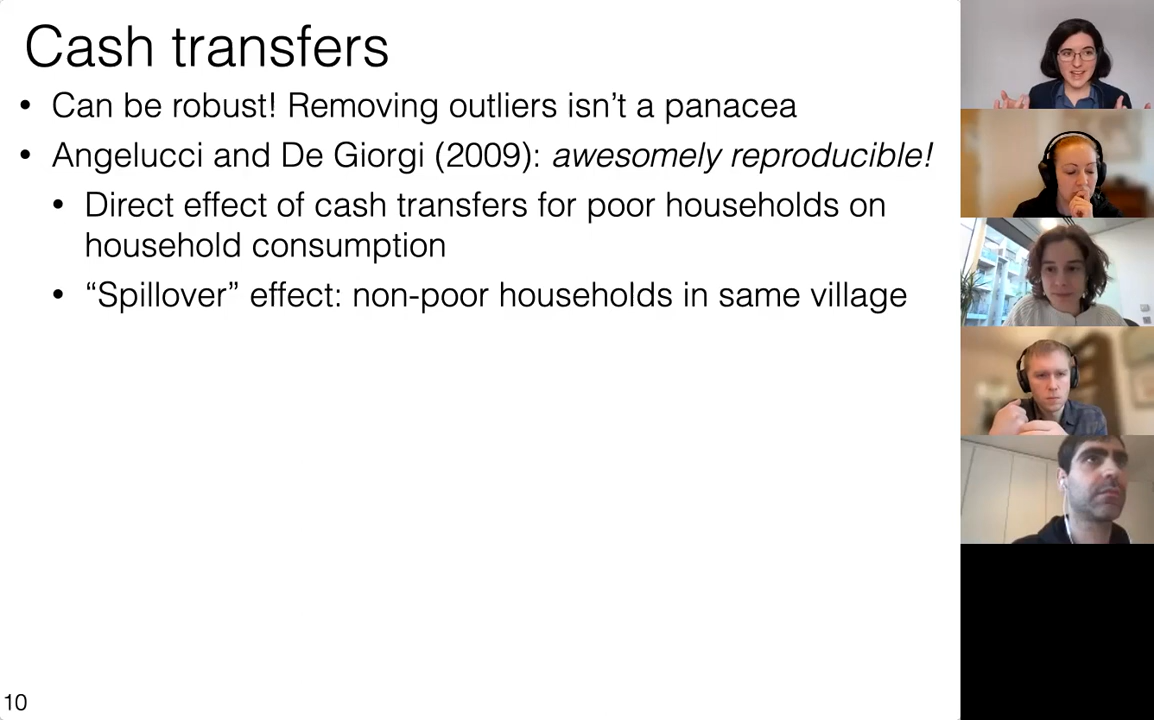 Cash transfers
• Can be robust! Removing outliers isn’t a panacea
• Angelucci and De Giorgi (2009): awesomely reproducible!
• Direct effect of cash transfers for poor households on
household consumption
• “Spillover” effect: non-poor households in same village
10